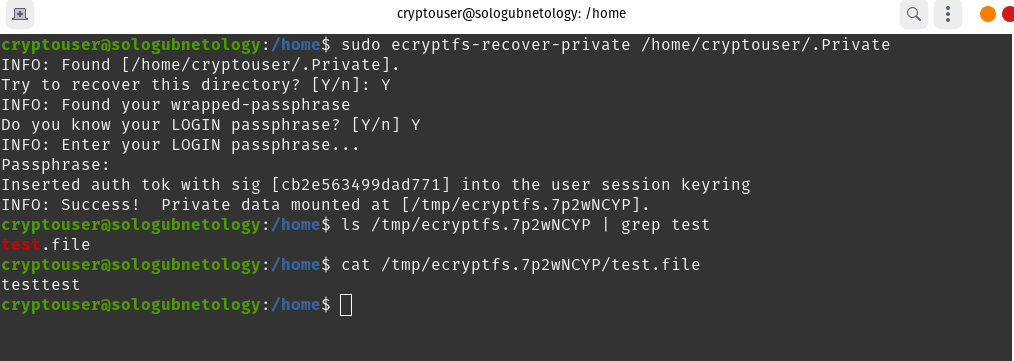 cryptouser@sologubnetology: /home
cryptouser@sologubnetology:/home$ sudo ecryptfs-recover-private /home/cryptouser/.Private
INFO: Found [/home/cryptouser/.Private].
Try to recover this directory? [Y/n]: Y
INFO: Found your wrapped-passphrase
Do you know your LOGIN passphrase? [Y/n] Y
INFO: Enter your LOGIN passphrase...
Passphrase:
Inserted auth tok with sig [cb2e563499dad771] into the user session keyring
INFO: Success!  Private data mounted at [/tmp/ecryptfs.7p2wNCYP].
cryptouser@sologubnetology:/home$ ls /tmp/ecryptfs.7p2wNCYP | grep test
test.file
cryptouser@sologubnetology:/home$ cat /tmp/ecryptfs.7p2wNCYP/test.file
testtest
cryptouser@sologubnetology:/home$